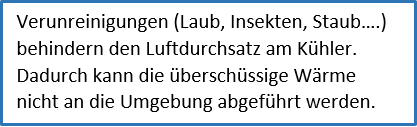 Verunreinigungen (Laub, Insekten, Staub….)
behindern den Luftdurchsatz am Kühler.
Dadurch kann die überschüssige Wärme
nicht an die Umgebung abgeführt werden.